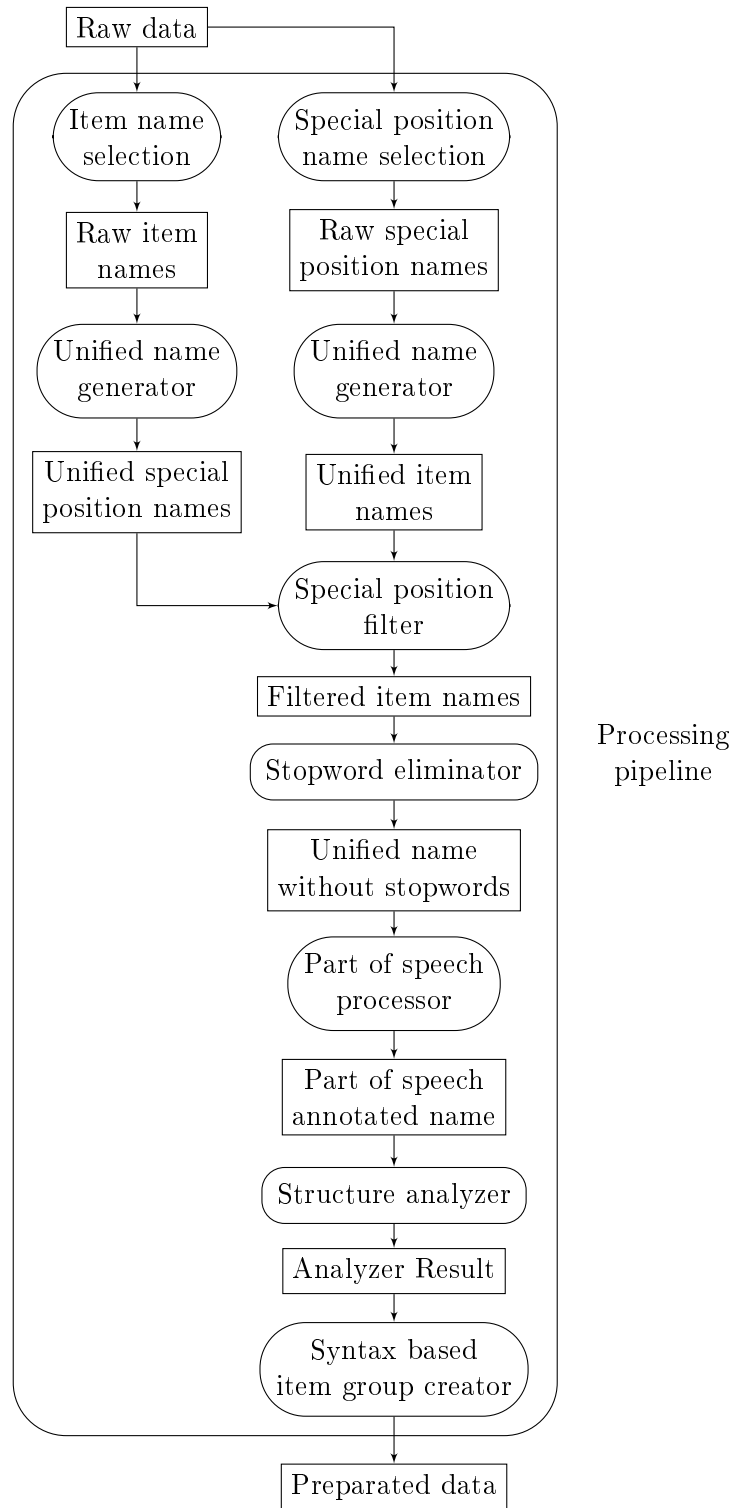 Raw data
Item name
selection
Special position
name selection
Raw item
names
Raw special
position names
Unified name
generator
Unified name
generator
Unified special
position names
Unified item
names
Special position
filter
Filtered item names
Processing
pipeline
Stopword eliminator
Unified name
without stopwords
Part of speech
processor
Part of speech
annotated name
Structure analyzer
Analyzer Result
Syntax based
item group creator
Preparated data